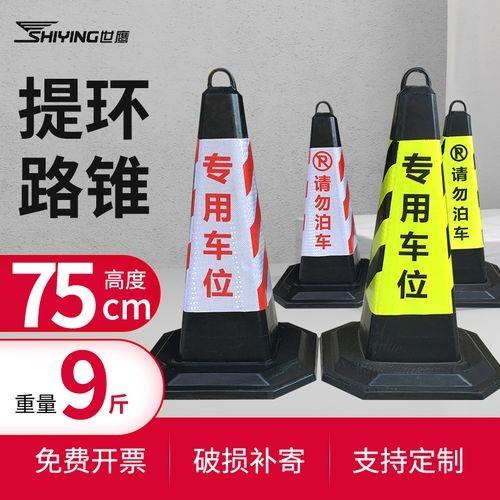 SHIYING世鹰
提环
路锥
75cm
高度
重量9斤
专用车位
请勿泊车
专用车位
请勿泊车
免费开票
破损补寄
支持定制